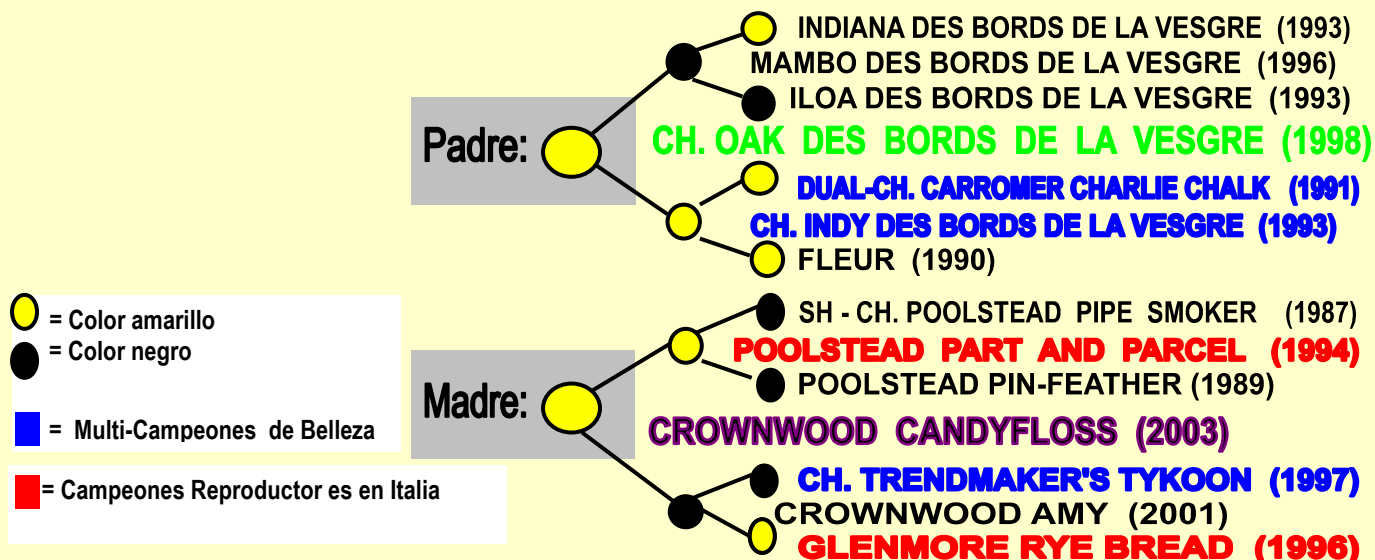 INDIANA DES BORDS DE LA VESGRE (1993)
MAMBO DES BORDS DE LA VESGRE (1996)
ILOA DES BORDS DE LA VESGRE (1993)
Padre:
CH. OAK DES BORDS DE LA VESGRE (1998)
DUAL-CH. CARROMER CHARLIE CHALK (1991)
CH. INDY DES BORDS DE LA VESGRE (1993)
FLEUR (1990)
= Color amarillo
= Color negro
= Multi-Campeones de Belleza
= Campeones Reproductor es en Italia
SH - CH. POOLSTEAD PIPE SMOKER (1987)
POOLSTEAD PART AND PARCEL (1994)
POOLSTEAD PIN-FEATHER (1989)
Madre:
CROWNWOOD CANDYFLOSS (2003)
CH. TRENDMAKER'S TYKOON (1997)
CROWNWOOD AMY (2001)
GLENMORE RYE BREAD (1996)